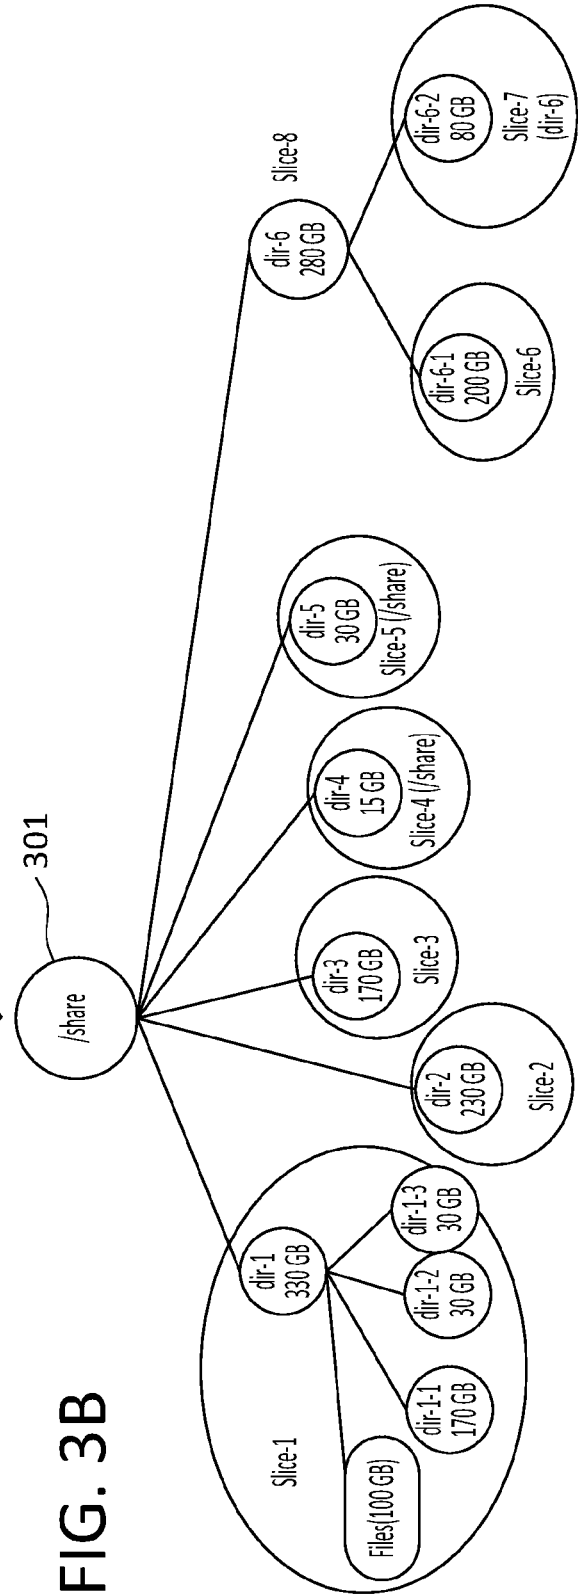 FIG. 3B
301
/share
Slice-1
dir-1
330 GB
Files(100 GB)
dir-1-1
170 GB
dir-1-2
30 GB
dir-1-3
30 GB
dir-2
230 GB
Slice-2
dir-3
170 GB
Slice-3
dir-4
15 GB
Slice-4 (/share)
dir-5
30 GB
Slice-5 (/share)
dir-6
280 GB
Slice-8
dir-6-1
200 GB
Slice-6
dir-6-2
80 GB
Slice-7
(dir-6)